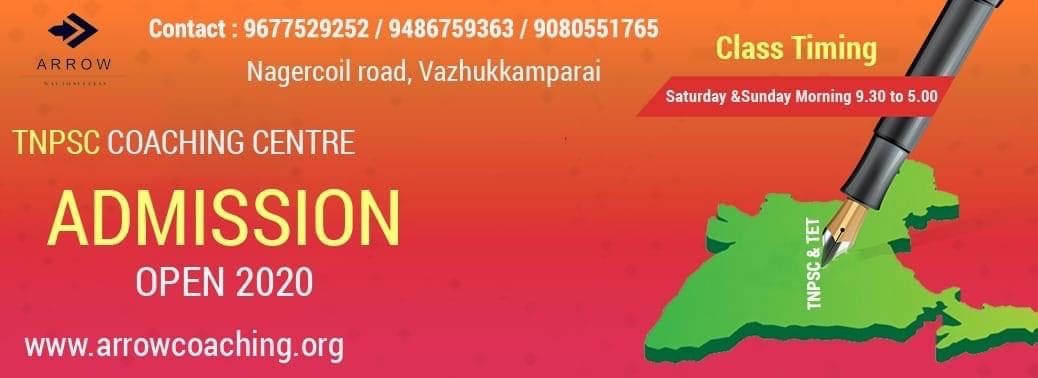 ARROW
Contact : 9677529252 / 9486759363 / 9080551765
Nagercoil road, Vazhukkamparai
Class Timing
Saturday &Sunday Morning 9.30 to 5.00
TNPSC COACHING CENTRE
ADMISSION
OPEN 2020
www.arrowcoaching.org
TNPSC & TET